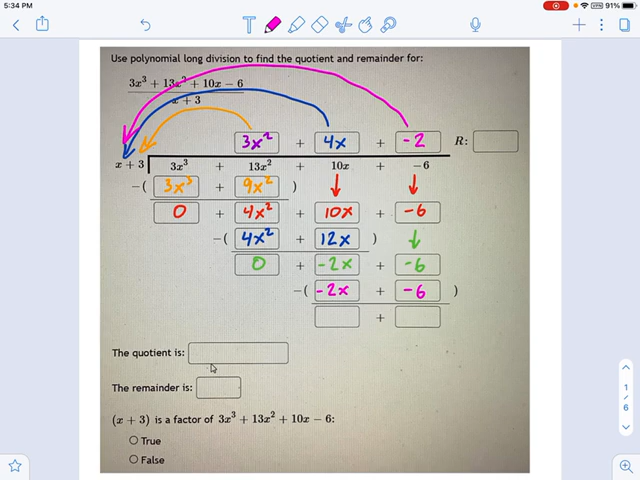 5:34 PM
91%
Use polynomial long division to find the quotient and remainder for:
3x³ + 13x² + 10x − 6
x + 3
3x² + 4x + -2 R:
x + 3 3x³ + 13x² + 10x + −6
−( 3x³ + 9x² )
0 + 4x² + 10x + -6
−( 4x² + 12x )
0 + -2x + -6
−( -2x + -6 )
+
The quotient is:
The remainder is:
(x + 3) is a factor of 3x³ + 13x² + 10x − 6:
True
False
1
/
6